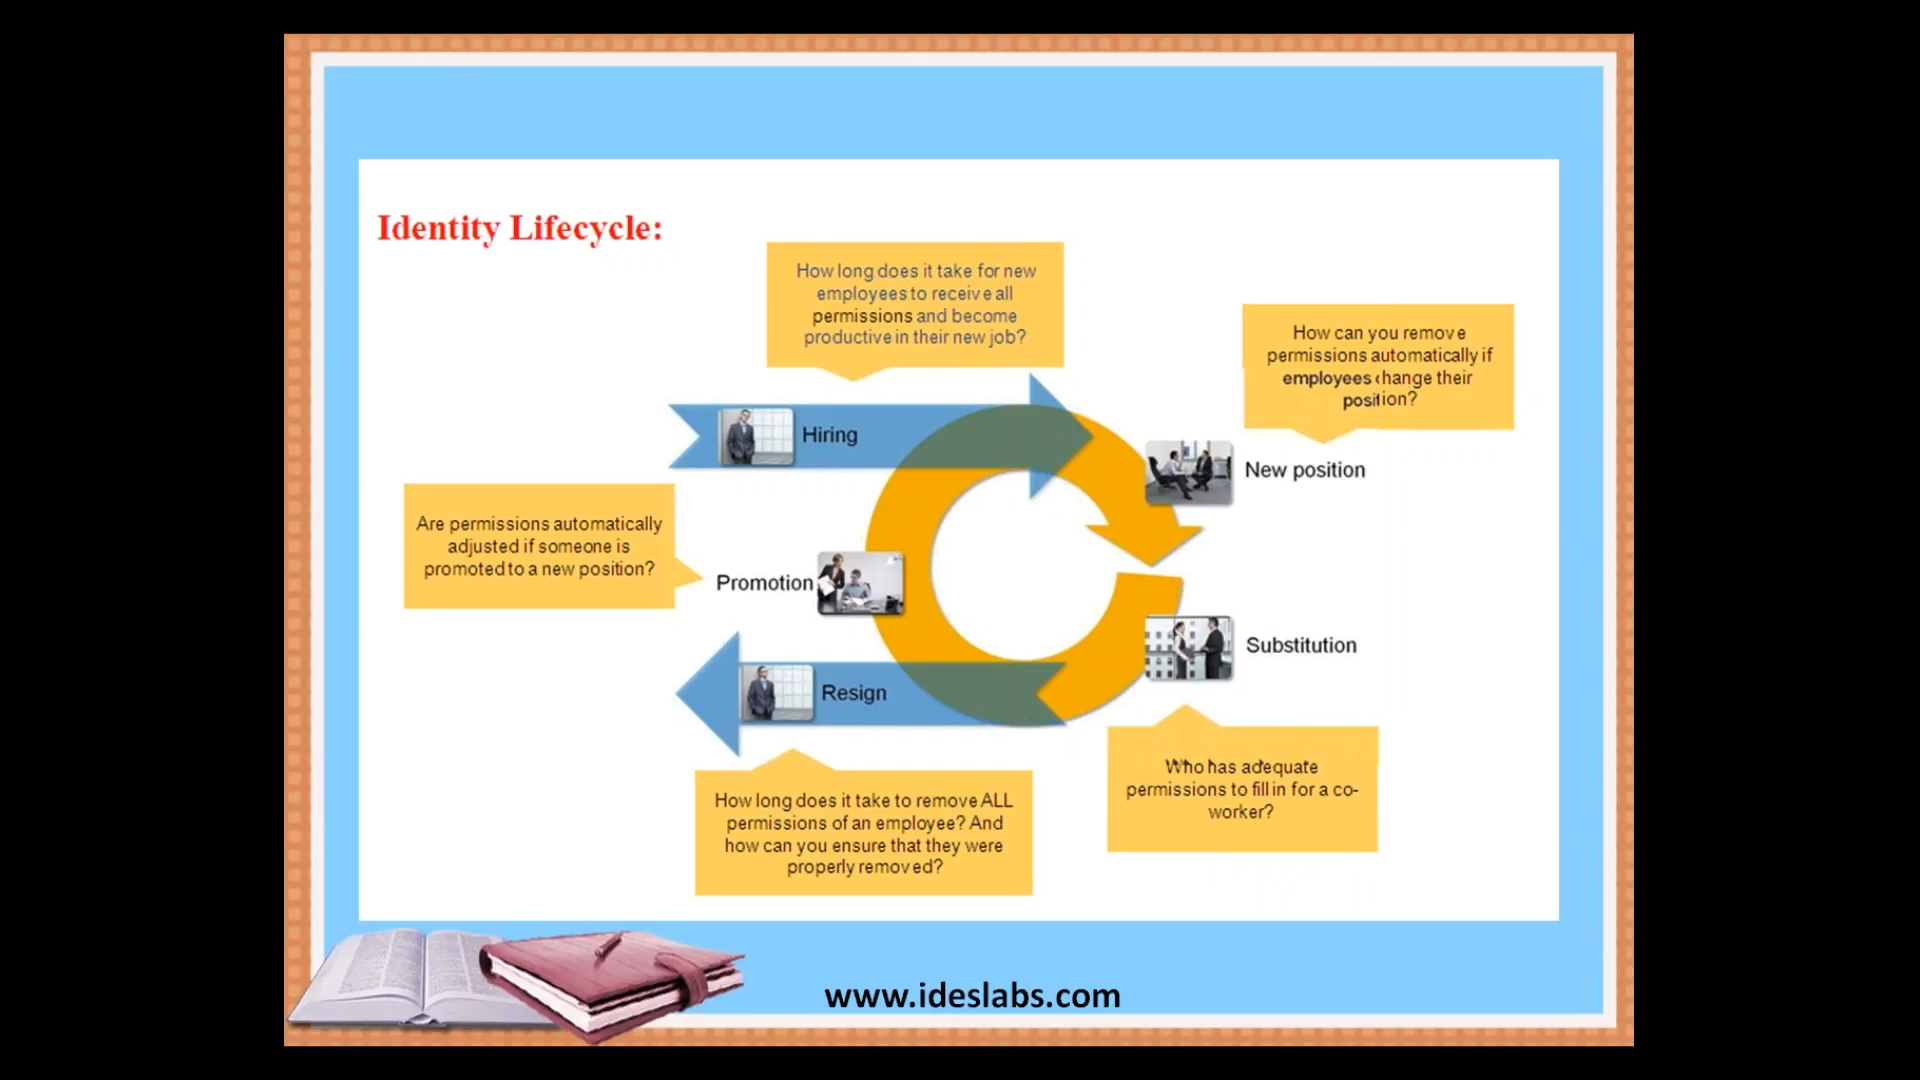 Identity Lifecycle:
How long does it take for new
employees to receive all
permissions and become
productive in their new job?
How can you remove
permissions automatically if
employees change their
position?
Hiring
New position
Are permissions automatically
adjusted if someone is
promoted to a new position?
Promotion
Substitution
Resign
How long does it take to remove ALL
permissions of an employee? And
how can you ensure that they were
properly removed?
Who has adequate
permissions to fill in for a co-
worker?
www.ideslabs.com